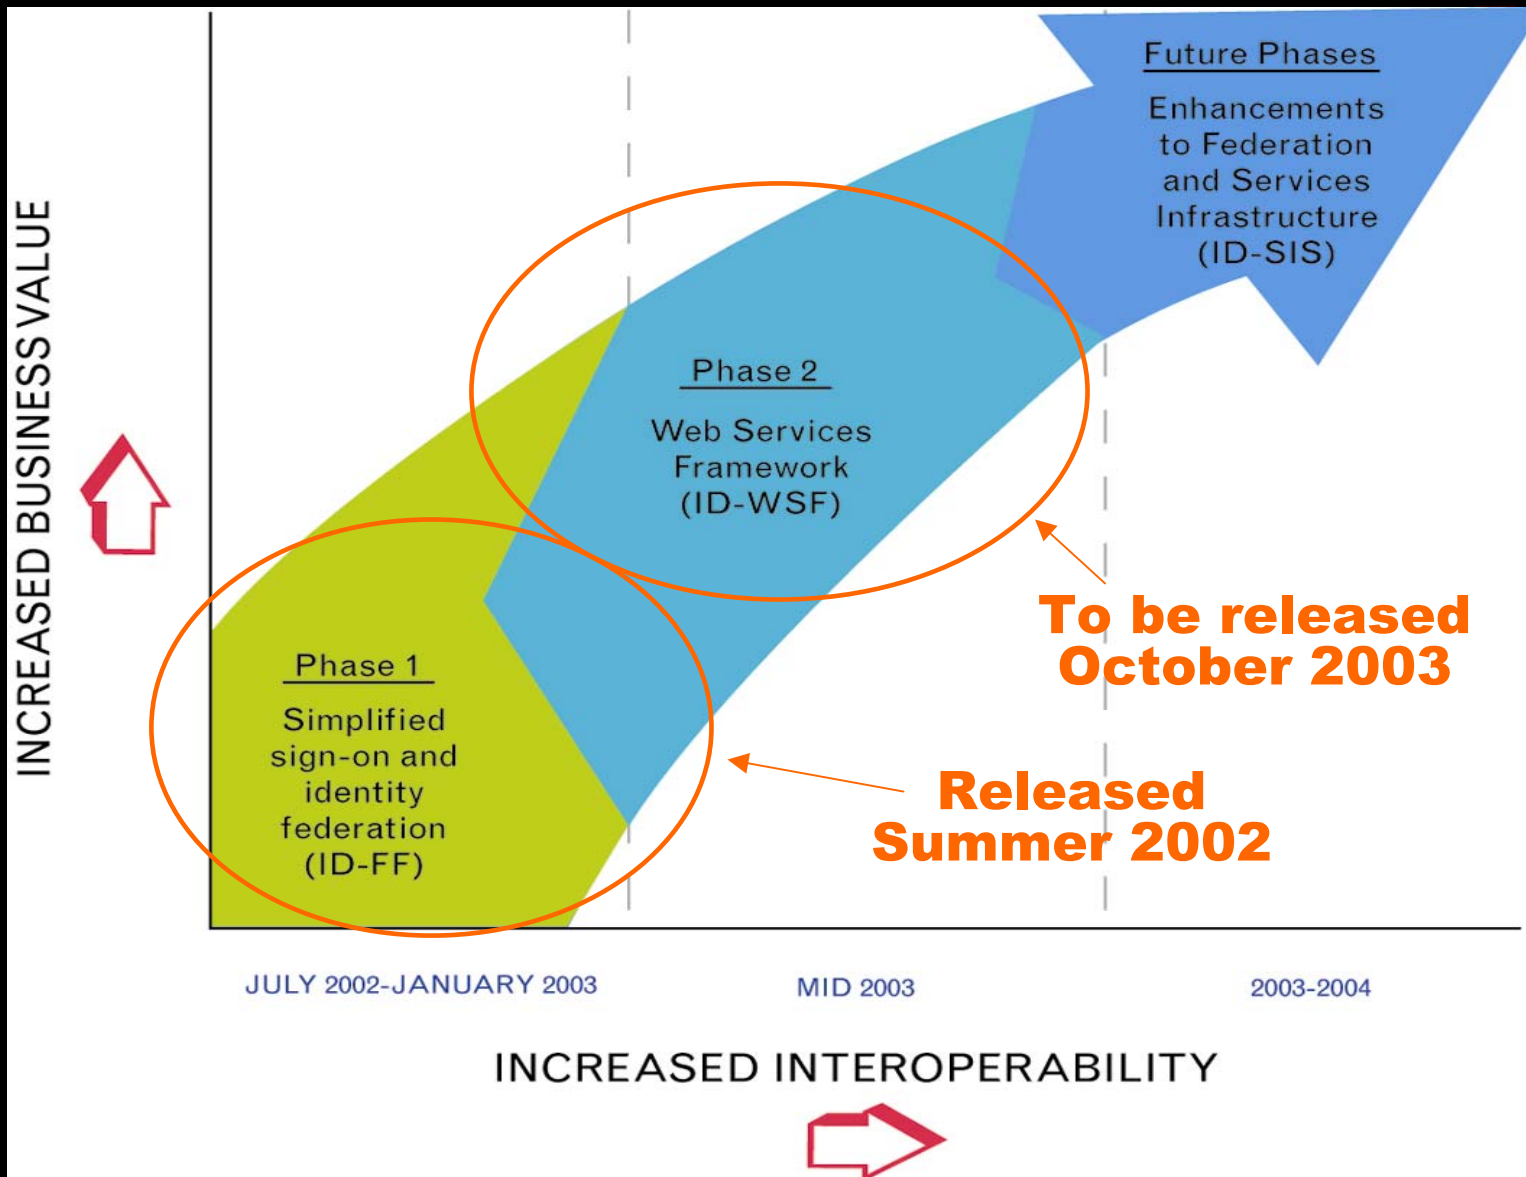 Future Phases
Enhancements
to Federation
and Services
Infrastructure
(ID-SIS)
INCREASED BUSINESS VALUE
Phase 2
Web Services
Framework
(ID-WSF)
To be released
October 2003
Phase 1
Simplified
sign-on and
identity
federation
(ID-FF)
Released
Summer 2002
JULY 2002-JANUARY 2003
MID 2003
2003-2004
INCREASED INTEROPERABILITY